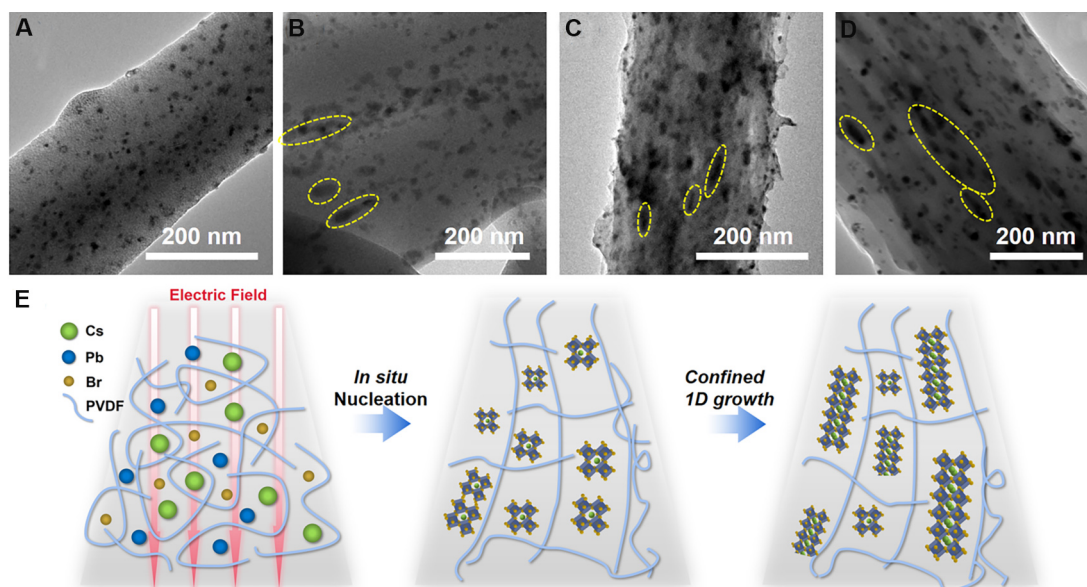 A
B
C
D
200 nm
200 nm
200 nm
200 nm
E
Electric Field
Cs
Pb
Br
PVDF
In situ
Nucleation
Confined
1D growth